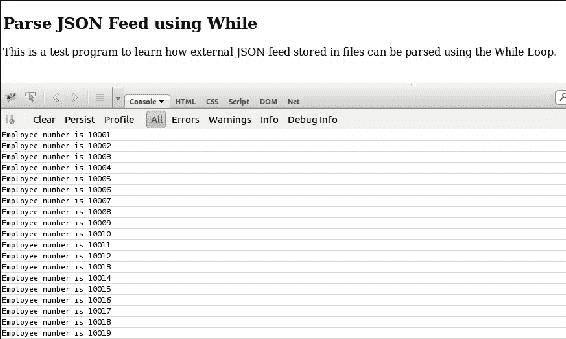 Parse JSON Feed using While
This is a test program to learn how external JSON feed stored in files can be parsed using the While Loop.
Console HTML CSS Script DOM Net
Clear Persist Profile All Errors Warnings Info Debug Info
Employee number is 10001
Employee number is 10002
Employee number is 10003
Employee number is 10004
Employee number is 10005
Employee number is 10006
Employee number is 10007
Employee number is 10008
Employee number is 10009
Employee number is 10010
Employee number is 10011
Employee number is 10012
Employee number is 10013
Employee number is 10014
Employee number is 10015
Employee number is 10016
Employee number is 10017
Employee number is 10018
Employee number is 10019